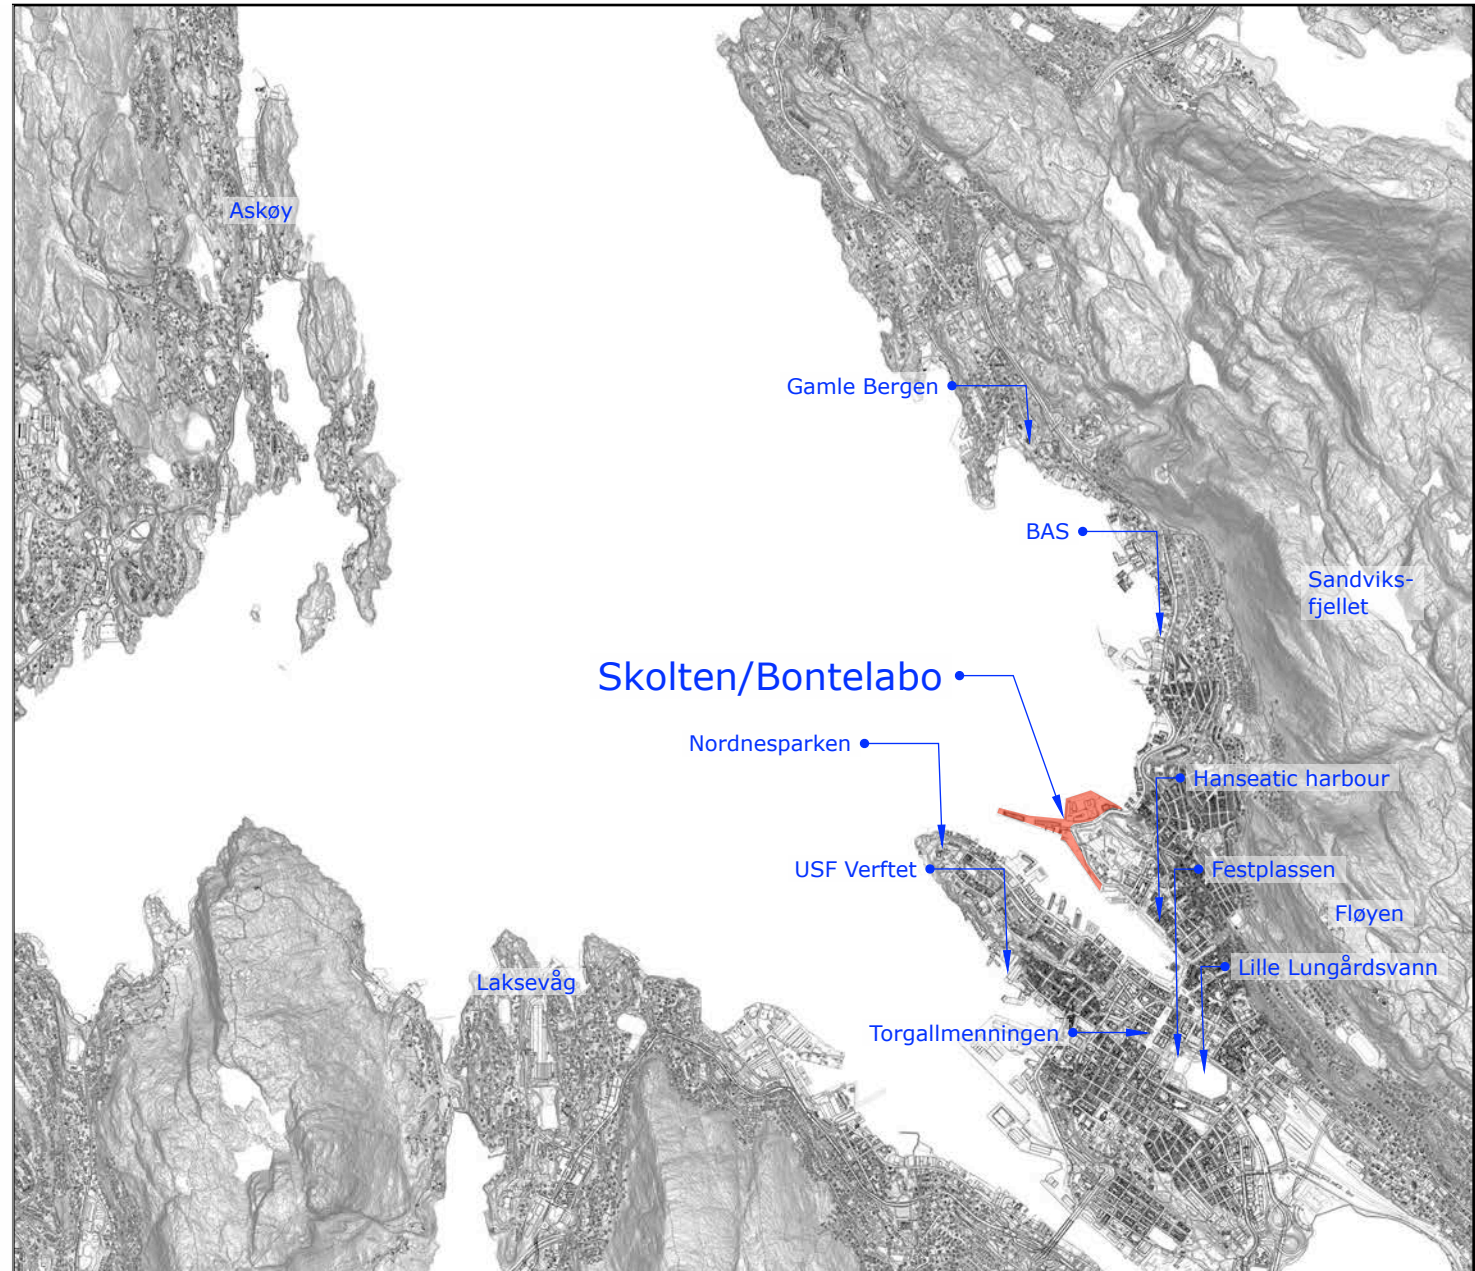 Askøy
Gamle Bergen
BAS
Sandviks-
fjellet
Skolten/Bontelabo
Nordnesparken
Hanseatic harbour
USF Verftet
Festplassen
Fløyen
Lille Lungårdsvann
Laksevåg
Torgallmenningen